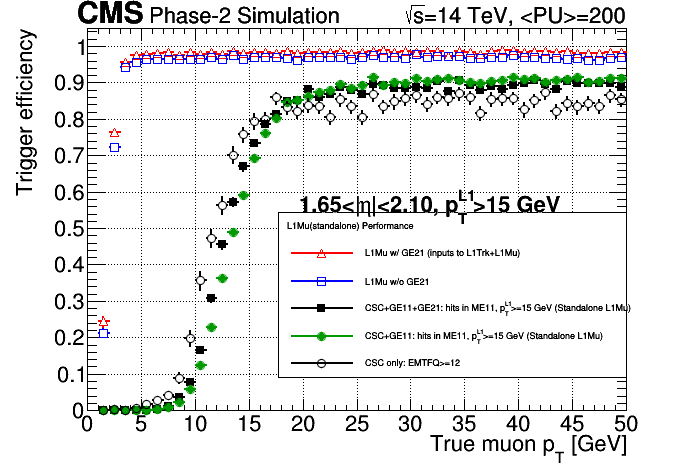 CMS Phase-2 Simulation √s=14 TeV, <PU>=200
Trigger efficiency
1
0.9
0.8
0.7
0.6
0.5
0.4
0.3
0.2
0.1
0
1.65<|η|<2.10, p_T^L1>15 GeV
L1Mu(standalone) Performance
L1Mu w/ GE21 (inputs to L1Trk+L1Mu)
L1Mu w/o GE21
CSC+GE11+GE21: hits in ME11, p_T^L1>=15 GeV (Standalone L1Mu)
CSC+GE11: hits in ME11, p_T^L1>=15 GeV (Standalone L1Mu)
CSC only: EMTFQ>=12
0 5 10 15 20 25 30 35 40 45 50
True muon p_T [GeV]